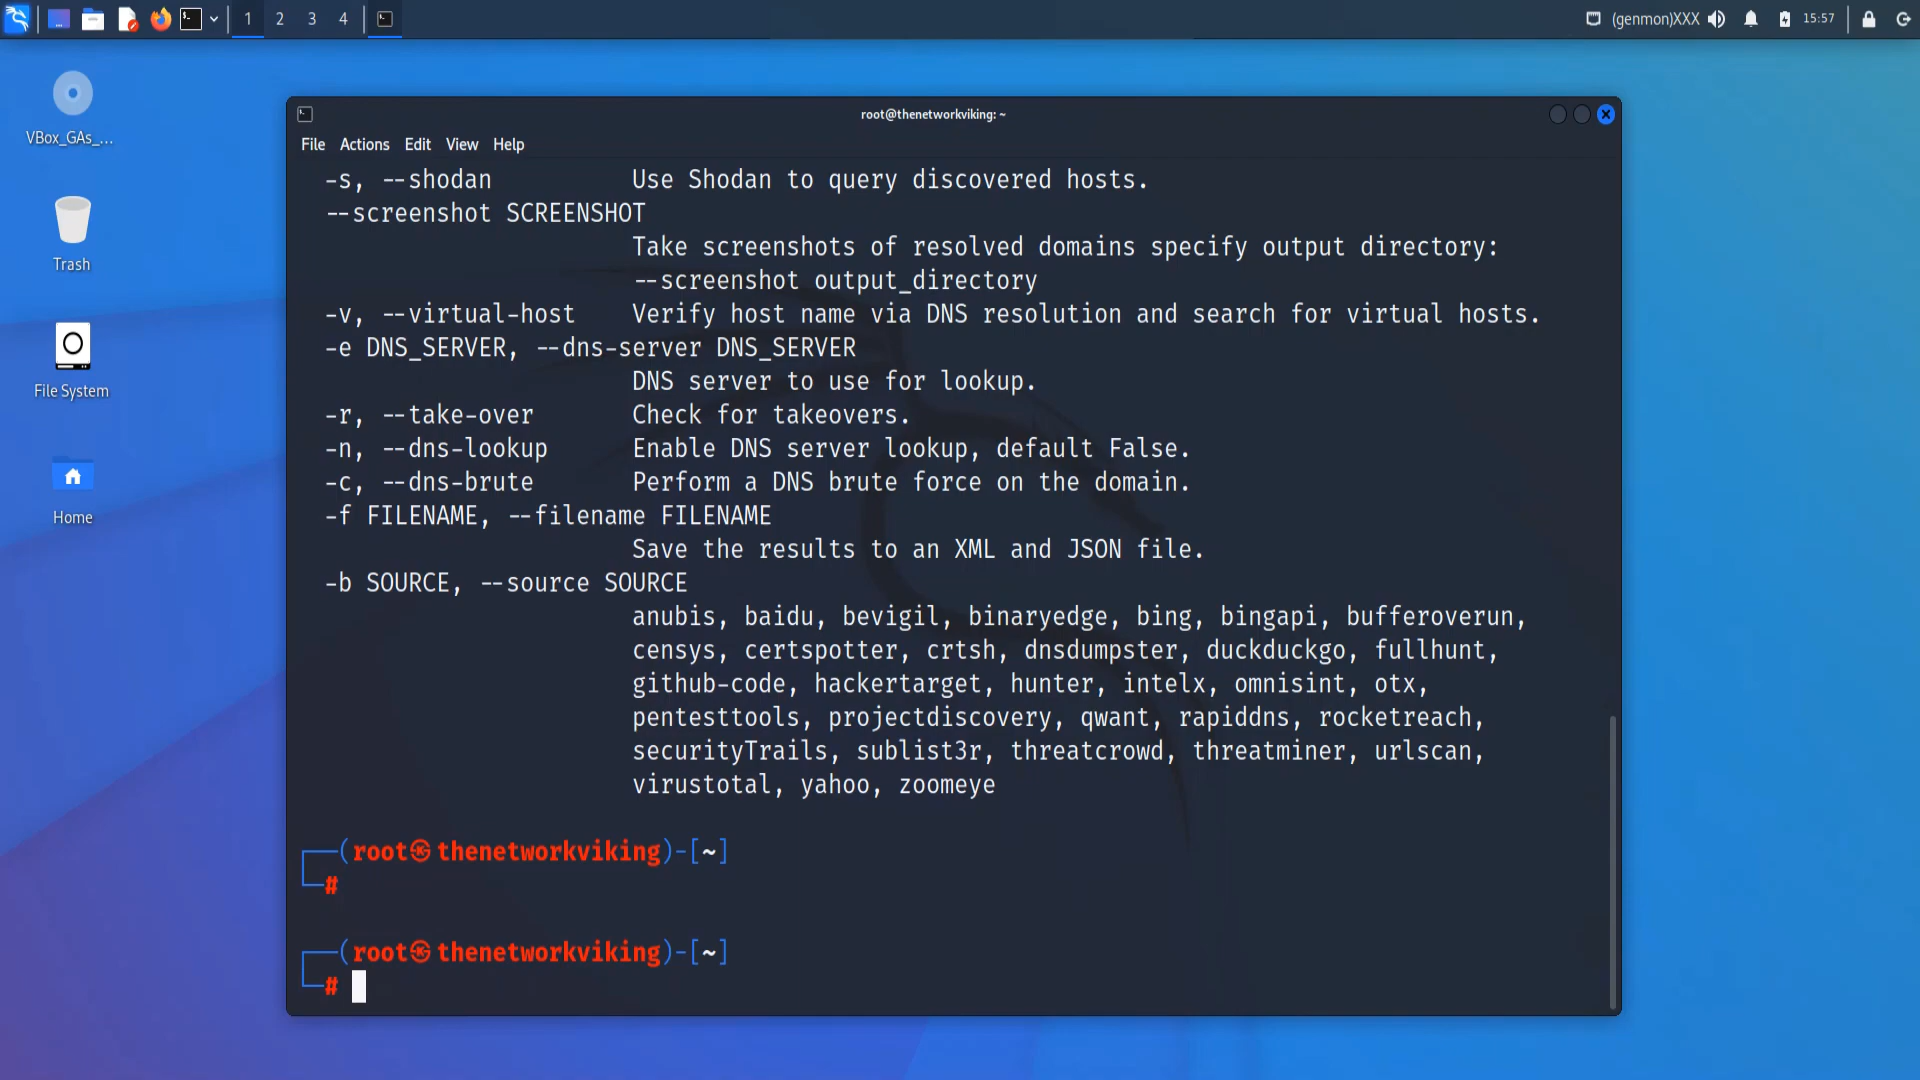 1 2 3 4
(genmon)XXX 15:57
VBox_GAs_...
Trash
File System
Home
root@thenetworkviking: ~
File Actions Edit View Help
-s, --shodan Use Shodan to query discovered hosts.
--screenshot SCREENSHOT
Take screenshots of resolved domains specify output directory:
--screenshot output_directory
-v, --virtual-host Verify host name via DNS resolution and search for virtual hosts.
-e DNS_SERVER, --dns-server DNS_SERVER
DNS server to use for lookup.
-r, --take-over Check for takeovers.
-n, --dns-lookup Enable DNS server lookup, default False.
-c, --dns-brute Perform a DNS brute force on the domain.
-f FILENAME, --filename FILENAME
Save the results to an XML and JSON file.
-b SOURCE, --source SOURCE
anubis, baidu, bevigil, binaryedge, bing, bingapi, bufferoverun,
censys, certspotter, crtsh, dnsdumpster, duckduckgo, fullhunt,
github-code, hackertarget, hunter, intelx, omnisint, otx,
pentesttools, projectdiscovery, qwant, rapiddns, rocketreach,
securityTrails, sublist3r, threatcrowd, threatminer, urlscan,
virustotal, yahoo, zoomeye
┌──(root㉿thenetworkviking)-[~]
└─#
┌──(root㉿thenetworkviking)-[~]
└─#